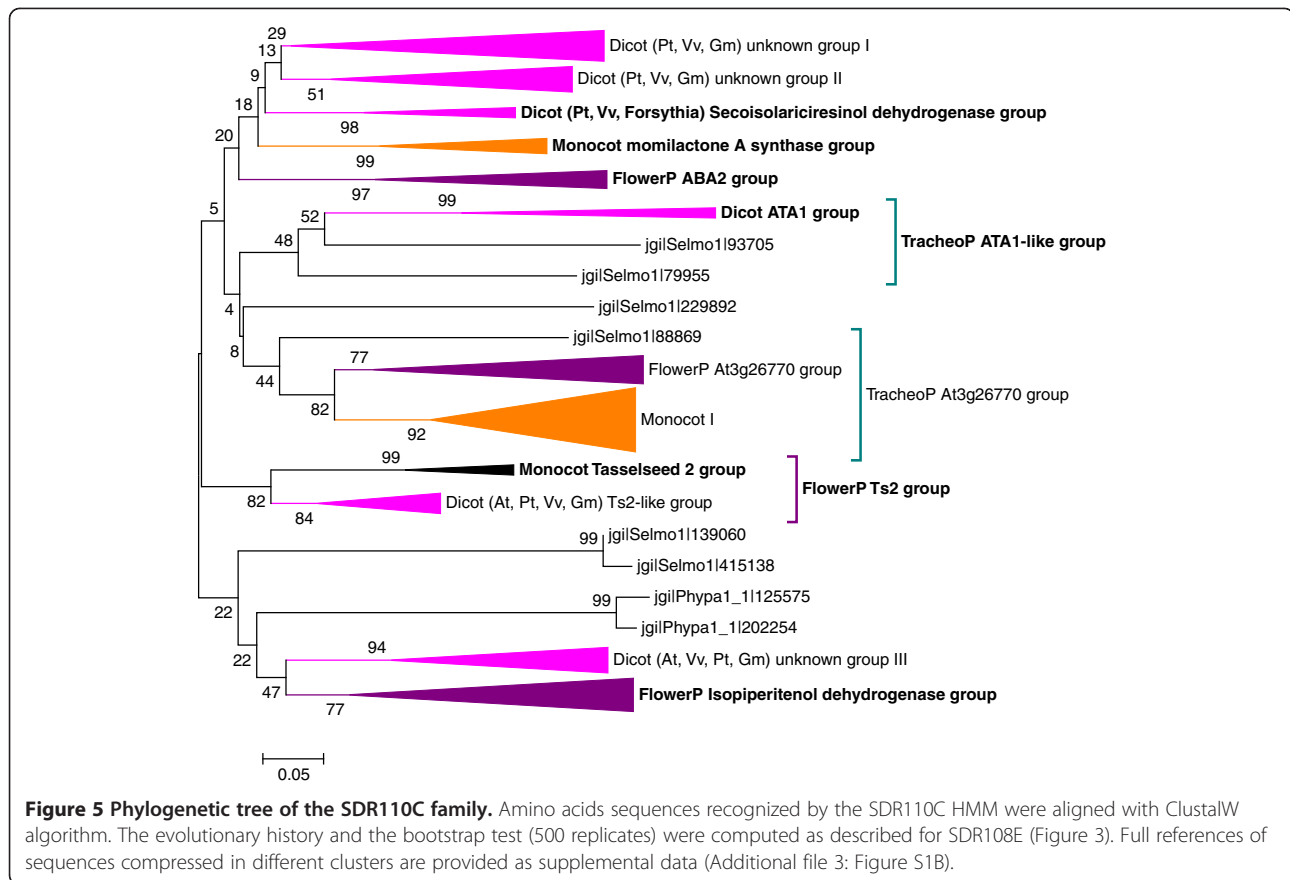 29
13
Dicot (Pt, Vv, Gm) unknown group I
9
Dicot (Pt, Vv, Gm) unknown group II
51
18
Dicot (Pt, Vv, Forsythia) Secoisolariciresinol dehydrogenase group
98
20
Monocot momilactone A synthase group
99
FlowerP ABA2 group
97
5
99
52
Dicot ATA1 group
48
jgi|Selmo1|93705
TracheoP ATA1-like group
jgi|Selmo1|79955
4
jgi|Selmo1|229892
8
jgi|Selmo1|88869
77
44
FlowerP At3g26770 group
TracheoP At3g26770 group
82
Monocot I
92
99
Monocot Tasselseed 2 group
82
FlowerP Ts2 group
Dicot (At, Pt, Vv, Gm) Ts2-like group
84
99
jgi|Selmo1|139060
jgi|Selmo1|415138
22
99
jgi|Phypa1_1|125575
jgi|Phypa1_1|202254
22
94
Dicot (At, Vv, Pt, Gm) unknown group III
47
FlowerP Isopiperitenol dehydrogenase group
77
0.05
Figure 5 Phylogenetic tree of the SDR110C family. Amino acids sequences recognized by the SDR110C HMM were aligned with ClustalW
algorithm. The evolutionary history and the bootstrap test (500 replicates) were computed as described for SDR108E (Figure 3). Full references of
sequences compressed in different clusters are provided as supplemental data (Additional file 3: Figure S1B).